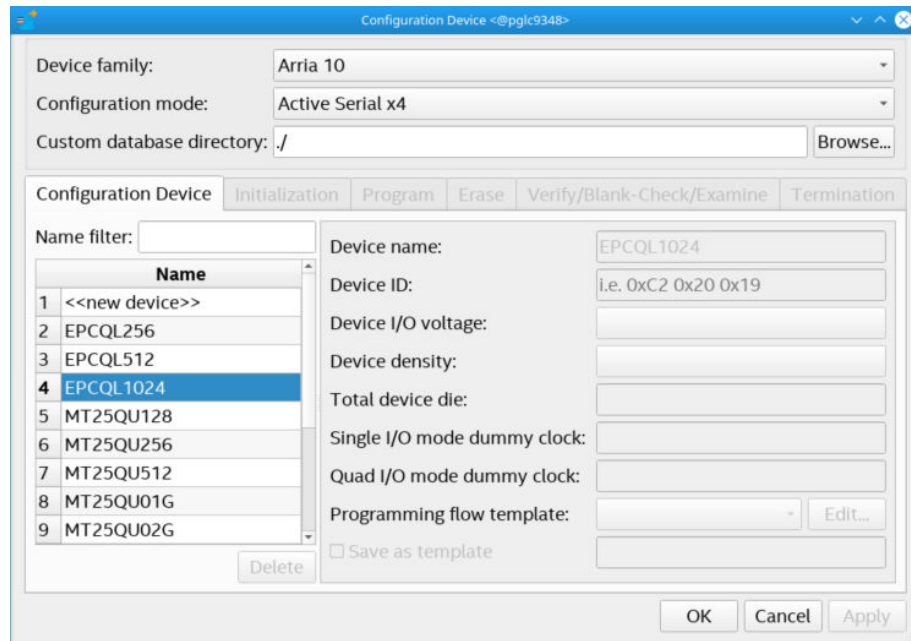 Configuration Device <@pglc9348>
Device family: Arria 10
Configuration mode: Active Serial x4
Custom database directory: ./ Browse...
Configuration Device Initialization Program Erase Verify/Blank-Check/Examine Termination
Name filter:
Name
1 <<new device>>
2 EPCQL256
3 EPCQL512
4 EPCQL1024
5 MT25QU128
6 MT25QU256
7 MT25QU512
8 MT25QU01G
9 MT25QU02G
Delete
Device name: EPCQL1024
Device ID: i.e. 0xC2 0x20 0x19
Device I/O voltage:
Device density:
Total device die:
Single I/O mode dummy clock:
Quad I/O mode dummy clock:
Programming flow template: Edit...
Save as template
OK Cancel Apply